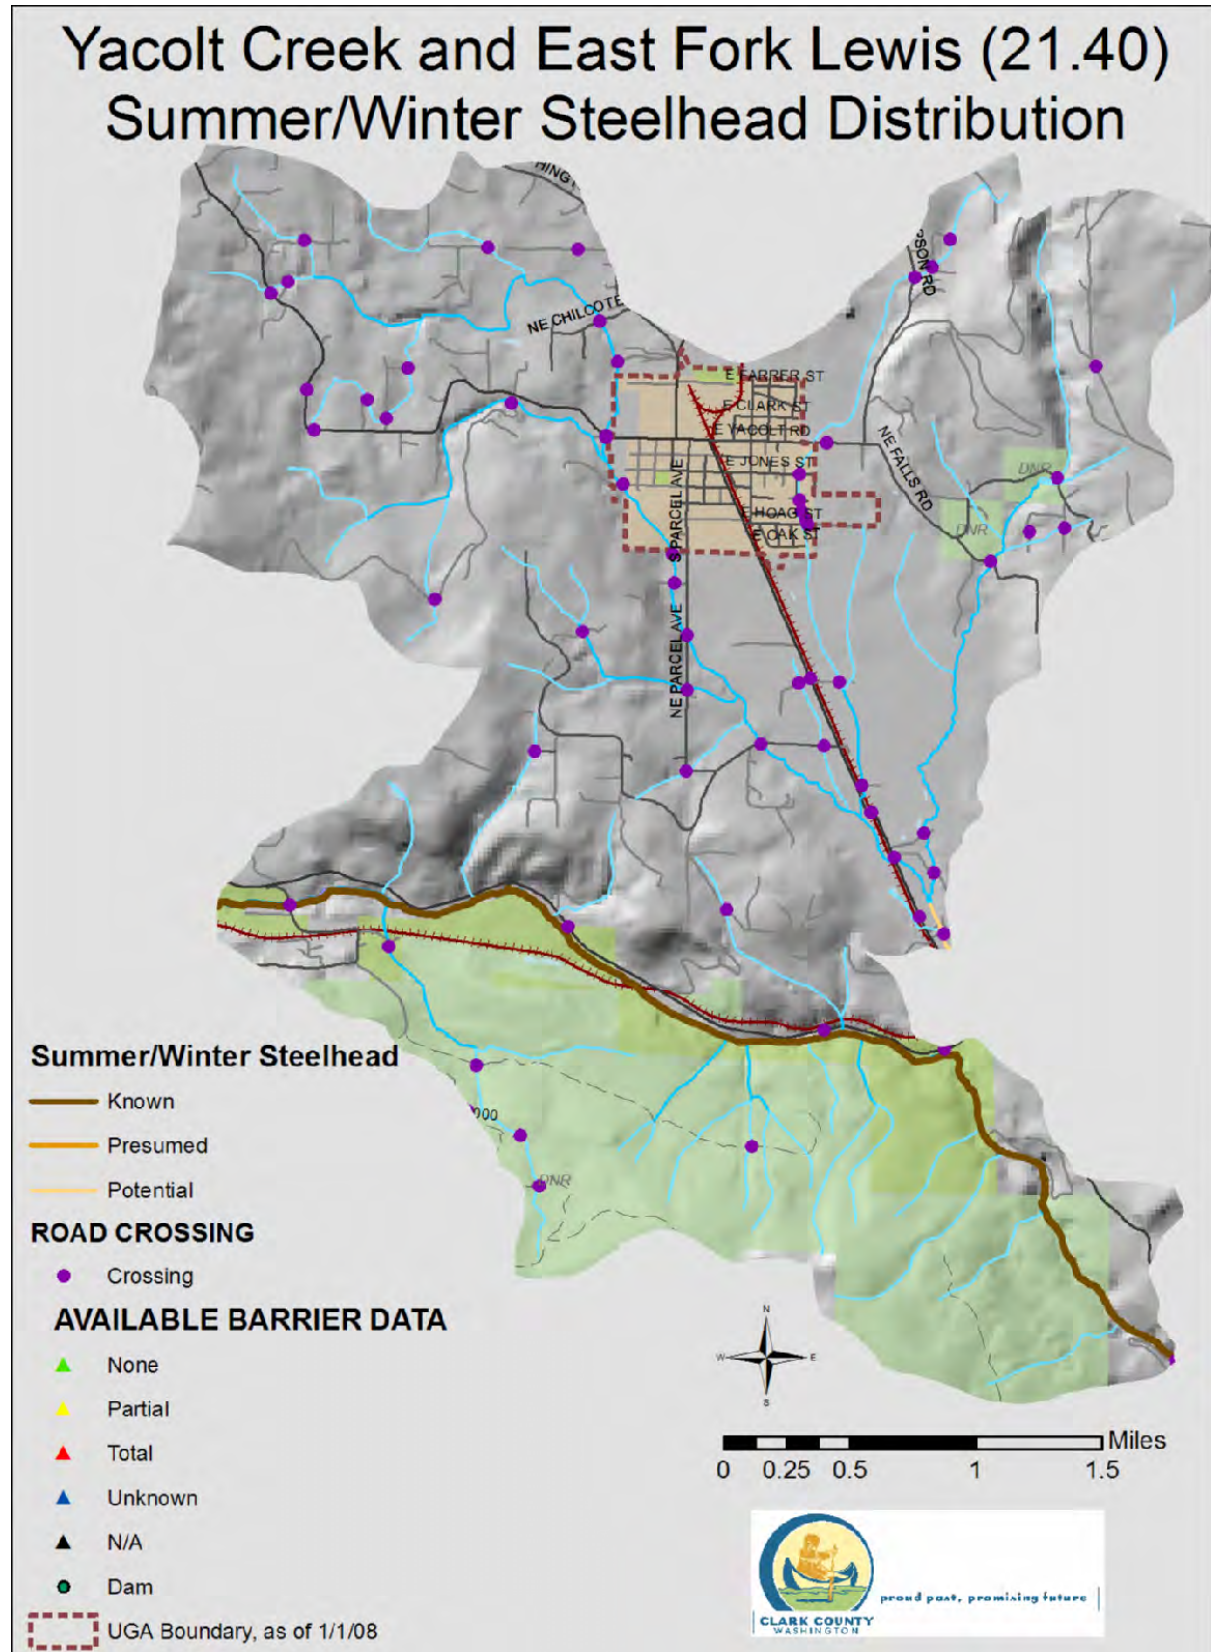 Yacolt Creek and East Fork Lewis (21.40)
Summer/Winter Steelhead Distribution
NE CHILCOTE
RSON RD
E FARRER ST
E CLARK ST
E YACOLT RD
E JONES ST
S PARCEL AVE
E HOAG ST
E OAK ST
NE FALLS RD
DNR
DNR
NE PARCEL AVE
DNR
Summer/Winter Steelhead
Known
Presumed
Potential
ROAD CROSSING
Crossing
AVAILABLE BARRIER DATA
None
Partial
Total
Unknown
N/A
Dam
UGA Boundary, as of 1/1/08
N
W E
S
Miles
0 0.25 0.5 1 1.5
proud past, promising future
CLARK COUNTY
WASHINGTON